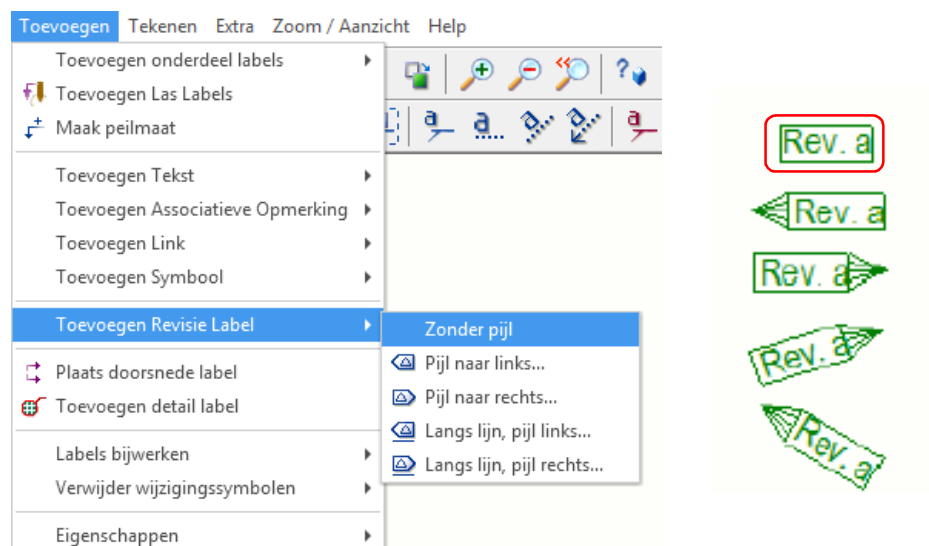 Toevoegen Tekenen Extra Zoom / Aanzicht Help
Toevoegen onderdeel labels
Toevoegen Las Labels
Maak peilmaat
Toevoegen Tekst
Toevoegen Associatieve Opmerking
Toevoegen Link
Toevoegen Symbool
Toevoegen Revisie Label
Plaats doorsnede label
Toevoegen detail label
Labels bijwerken
Verwijder wijzigingssymbolen
Eigenschappen
Zonder pijl
Pijl naar links...
Pijl naar rechts...
Langs lijn, pijl links...
Langs lijn, pijl rechts...
Rev. a
Rev. a
Rev. a
Rev. a
Rev. a